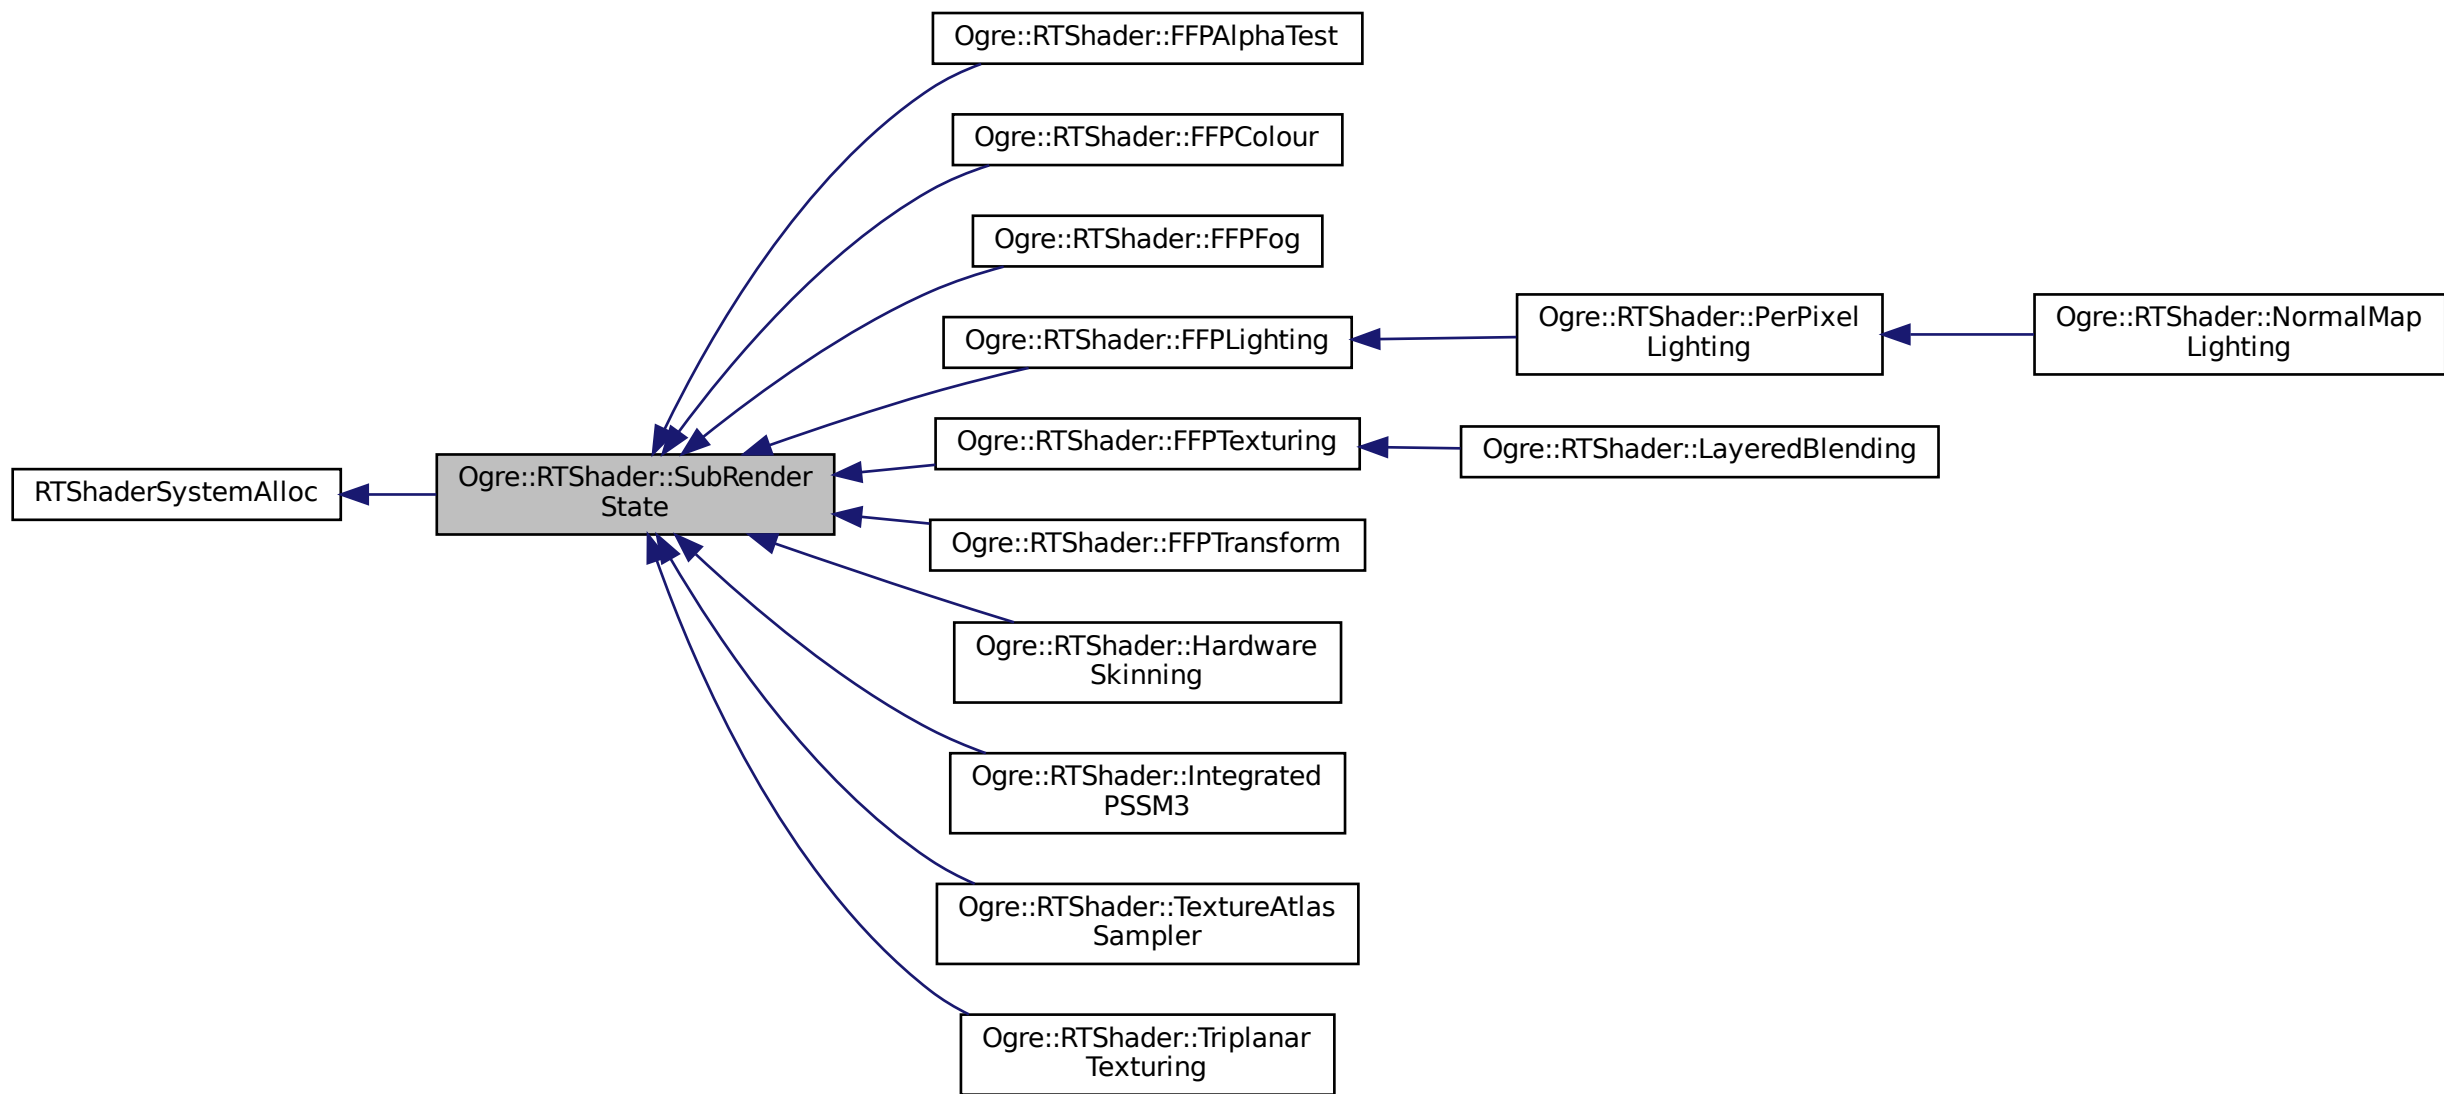 Ogre::RTShader::FFPAlphaTest
Ogre::RTShader::FFPColour
Ogre::RTShader::FFPFog
Ogre::RTShader::FFPLighting
Ogre::RTShader::PerPixel
Lighting
Ogre::RTShader::NormalMap
Lighting
Ogre::RTShader::FFPTexturing
Ogre::RTShader::LayeredBlending
RTShaderSystemAlloc
Ogre::RTShader::SubRender
State
Ogre::RTShader::FFPTransform
Ogre::RTShader::Hardware
Skinning
Ogre::RTShader::Integrated
PSSM3
Ogre::RTShader::TextureAtlas
Sampler
Ogre::RTShader::Triplanar
Texturing